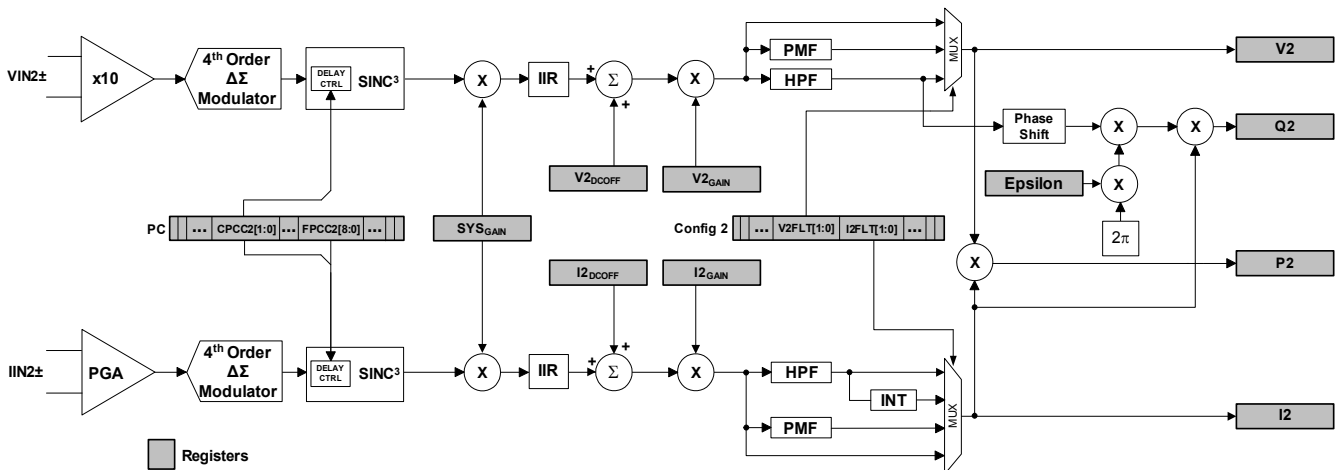 VIN2±
x10
4th Order
ΔΣ
Modulator
DELAY
CTRL
SINC3
X
IIR
+
Σ
+
X
PMF
HPF
MUX
V2
Phase
Shift
X
X
Q2
Epsilon
X
2π
V2DCOFF
V2GAIN
PC
... CPCC2[1:0] ... FPCC2[8:0] ...
SYSGAIN
Config 2
... V2FLT[1:0] I2FLT[1:0] ...
X
P2
I2DCOFF
I2GAIN
IIN2±
PGA
4th Order
ΔΣ
Modulator
DELAY
CTRL
SINC3
X
IIR
+
Σ
+
X
HPF
INT
PMF
MUX
I2
Registers